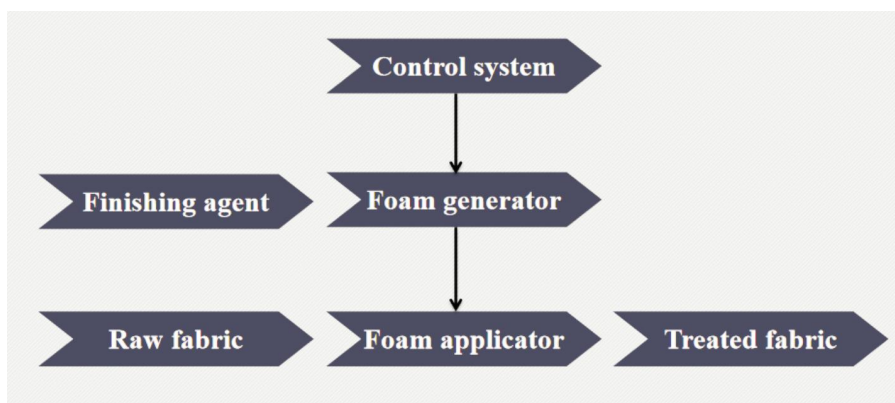 Control system
Finishing agent
Foam generator
Raw fabric
Foam applicator
Treated fabric